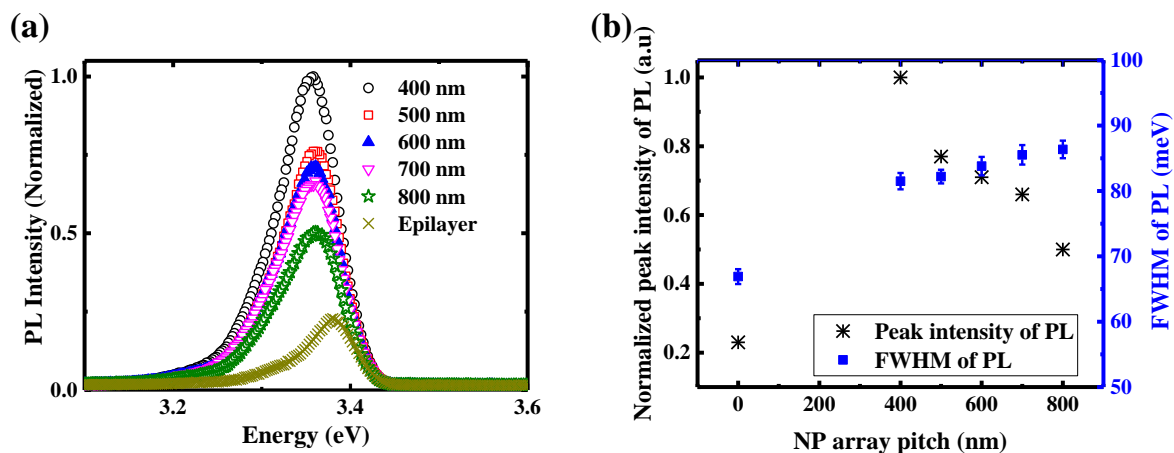 (a)
PL Intensity (Normalized)
1.0
0.5
0.0
3.2
3.4
3.6
Energy (eV)
400 nm
500 nm
600 nm
700 nm
800 nm
Epilayer
(b)
Normalized peak intensity of PL (a.u)
1.0
0.8
0.6
0.4
0.2
0
200
400
600
800
NP array pitch (nm)
Peak intensity of PL
FWHM of PL
100
90
80
70
60
50
FWHM of PL (meV)